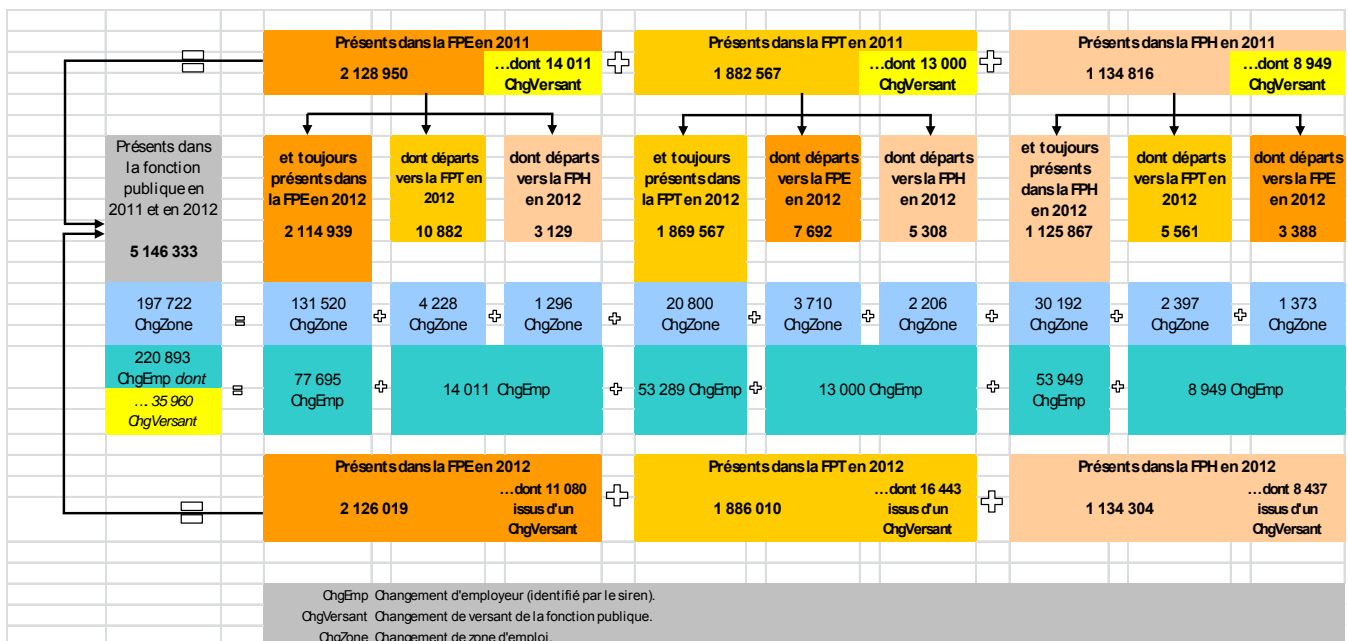 Présents dans la FPE en 2011
2 128 950
…dont 14 011
ChgVersant
Présents dans la FPT en 2011
1 882 567
…dont 13 000
ChgVersant
Présents dans la FPH en 2011
1 134 816
…dont 8 949
ChgVersant
Présents dans
la fonction
publique en
2011 et en 2012
5 146 333
et toujours
présents dans
la FPE en 2012
2 114 939
dont départs
vers la FPT en
2012
10 882
dont départs
vers la FPH
en 2012
3 129
et toujours
présents dans
la FPT en 2012
1 869 567
dont départs
vers la FPE
en 2012
7 692
dont départs
vers la FPH
en 2012
5 308
et toujours
présents
dans la FPH
en 2012
1 125 867
dont départs
vers la FPT en
2012
5 561
dont départs
vers la FPE
en 2012
3 388
197 722
ChgZone
=
131 520
ChgZone
+
4 228
ChgZone
+
1 296
ChgZone
+
20 800
ChgZone
+
3 710
ChgZone
+
2 206
ChgZone
+
30 192
ChgZone
+
2 397
ChgZone
+
1 373
ChgZone
220 893
ChgEmp dont
… 35 960
ChgVersant
=
77 695
ChgEmp
+
14 011 ChgEmp
+
53 289 ChgEmp
+
13 000 ChgEmp
+
53 949
ChgEmp
+
8 949 ChgEmp
Présents dans la FPE en 2012
2 126 019
…dont 11 080
issus d'un
ChgVersant
Présents dans la FPT en 2012
1 886 010
…dont 16 443
issus d'un
ChgVersant
Présents dans la FPH en 2012
1 134 304
…dont 8 437
issus d'un
ChgVersant
ChgEmp Changement d'employeur (identifié par le siren).
ChgVersant Changement de versant de la fonction publique.
ChgZone Changement de zone d'emploi.